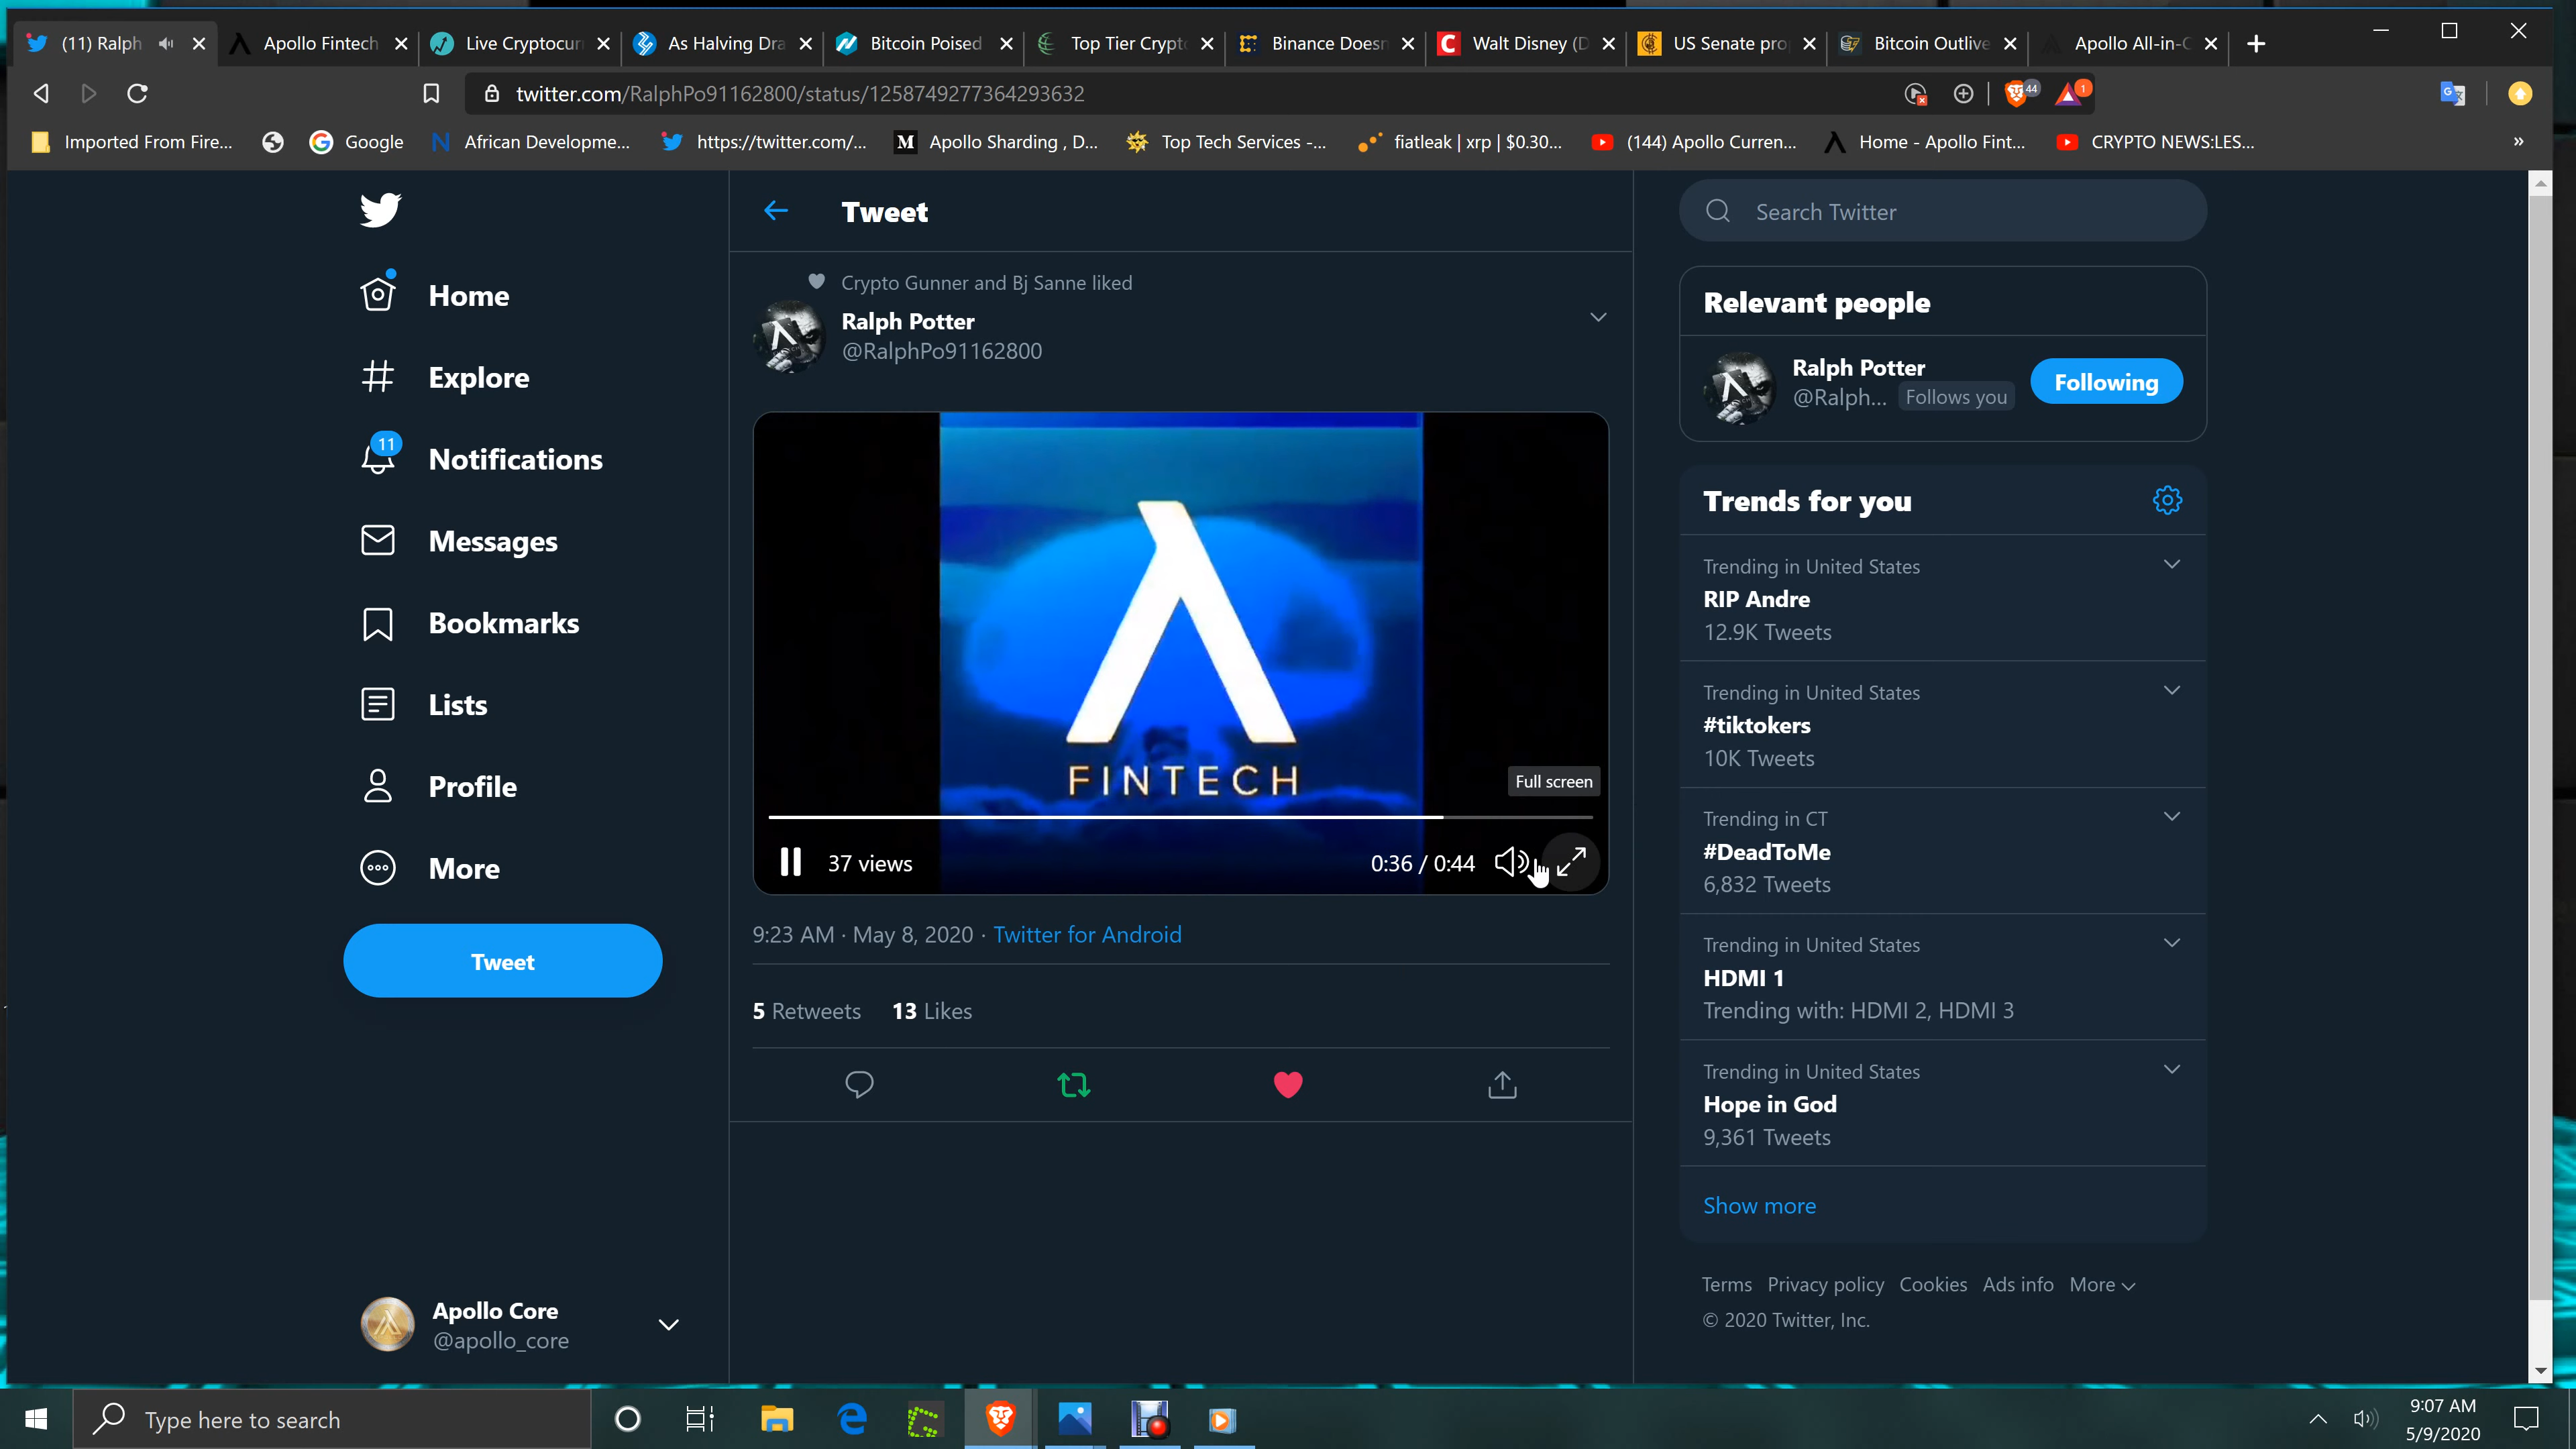 (11) Ralph
Apollo Fintech
Live Cryptocur
As Halving Dra
Bitcoin Poised
Top Tier Crypt
Binance Doesn
Walt Disney (D
US Senate pro
Bitcoin Outlive
Apollo All-in-C
twitter.com/RalphPo91162800/status/1258749277364293632
44
1
Imported From Fire...
Google
African Developme...
https://twitter.com/...
Apollo Sharding , D...
Top Tech Services -...
fiatleak | xrp | $0.30...
(144) Apollo Curren...
Home - Apollo Fint...
CRYPTO NEWS:LES...
»
Home
Explore
11
Notifications
Messages
Bookmarks
Lists
Profile
More
Tweet
Apollo Core
@apollo_core
Tweet
Crypto Gunner and Bj Sanne liked
Ralph Potter
@RalphPo91162800
FINTECH
Full screen
37 views
0:36 / 0:44
9:23 AM · May 8, 2020 · Twitter for Android
5 Retweets 13 Likes
Search Twitter
Relevant people
Ralph Potter
@Ralph... Follows you
Following
Trends for you
Trending in United States
RIP Andre
12.9K Tweets
Trending in United States
#tiktokers
10K Tweets
Trending in CT
#DeadToMe
6,832 Tweets
Trending in United States
HDMI 1
Trending with: HDMI 2, HDMI 3
Trending in United States
Hope in God
9,361 Tweets
Show more
Terms Privacy policy Cookies Ads info More
© 2020 Twitter, Inc.
Type here to search
9:07 AM
5/9/2020